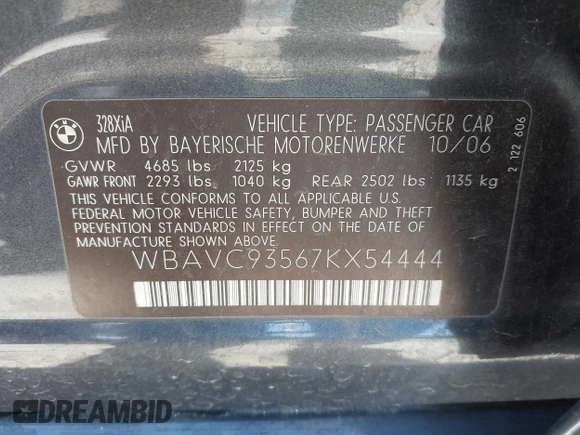 BMW
328XiA VEHICLE TYPE: PASSENGER CAR
MFD BY BAYERISCHE MOTORENWERKE 10/06
GVWR 4685 lbs 2125 kg
GAWR FRONT 2293 lbs 1040 kg REAR 2502 lbs 1135 kg
THIS VEHICLE CONFORMS TO ALL APPLICABLE U.S.
FEDERAL MOTOR VEHICLE SAFETY, BUMPER AND THEFT
PREVENTION STANDARDS IN EFFECT ON THE DATE OF
MANUFACTURE SHOWN ABOVE.
WBAVC93567KX54444
2 122 606
DREAMBID